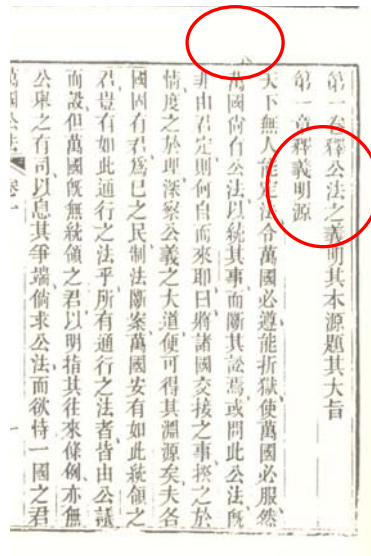 第一卷釋公法之義明其本源題其大旨
第一章釋義明源
天下無人能定法令萬國必遵能折獄使萬國必服然
萬國尚有公法以統其事而斷其訟焉或問此公法既
非由君定則何自而來耶曰將諸國交接之事揆之於
情度之於理深察公義之大道便可得其淵源矣夫各
國固有君爲己之民制法斷案萬國安有如此統領之
君豈有如此通行之法乎所有通行之法者皆由公議
而設但萬國既無統領之君以明指其往來條例亦無
公舉之有司以息其爭端倘求公法而欲恃一國之君
萬國公法 卷一 一